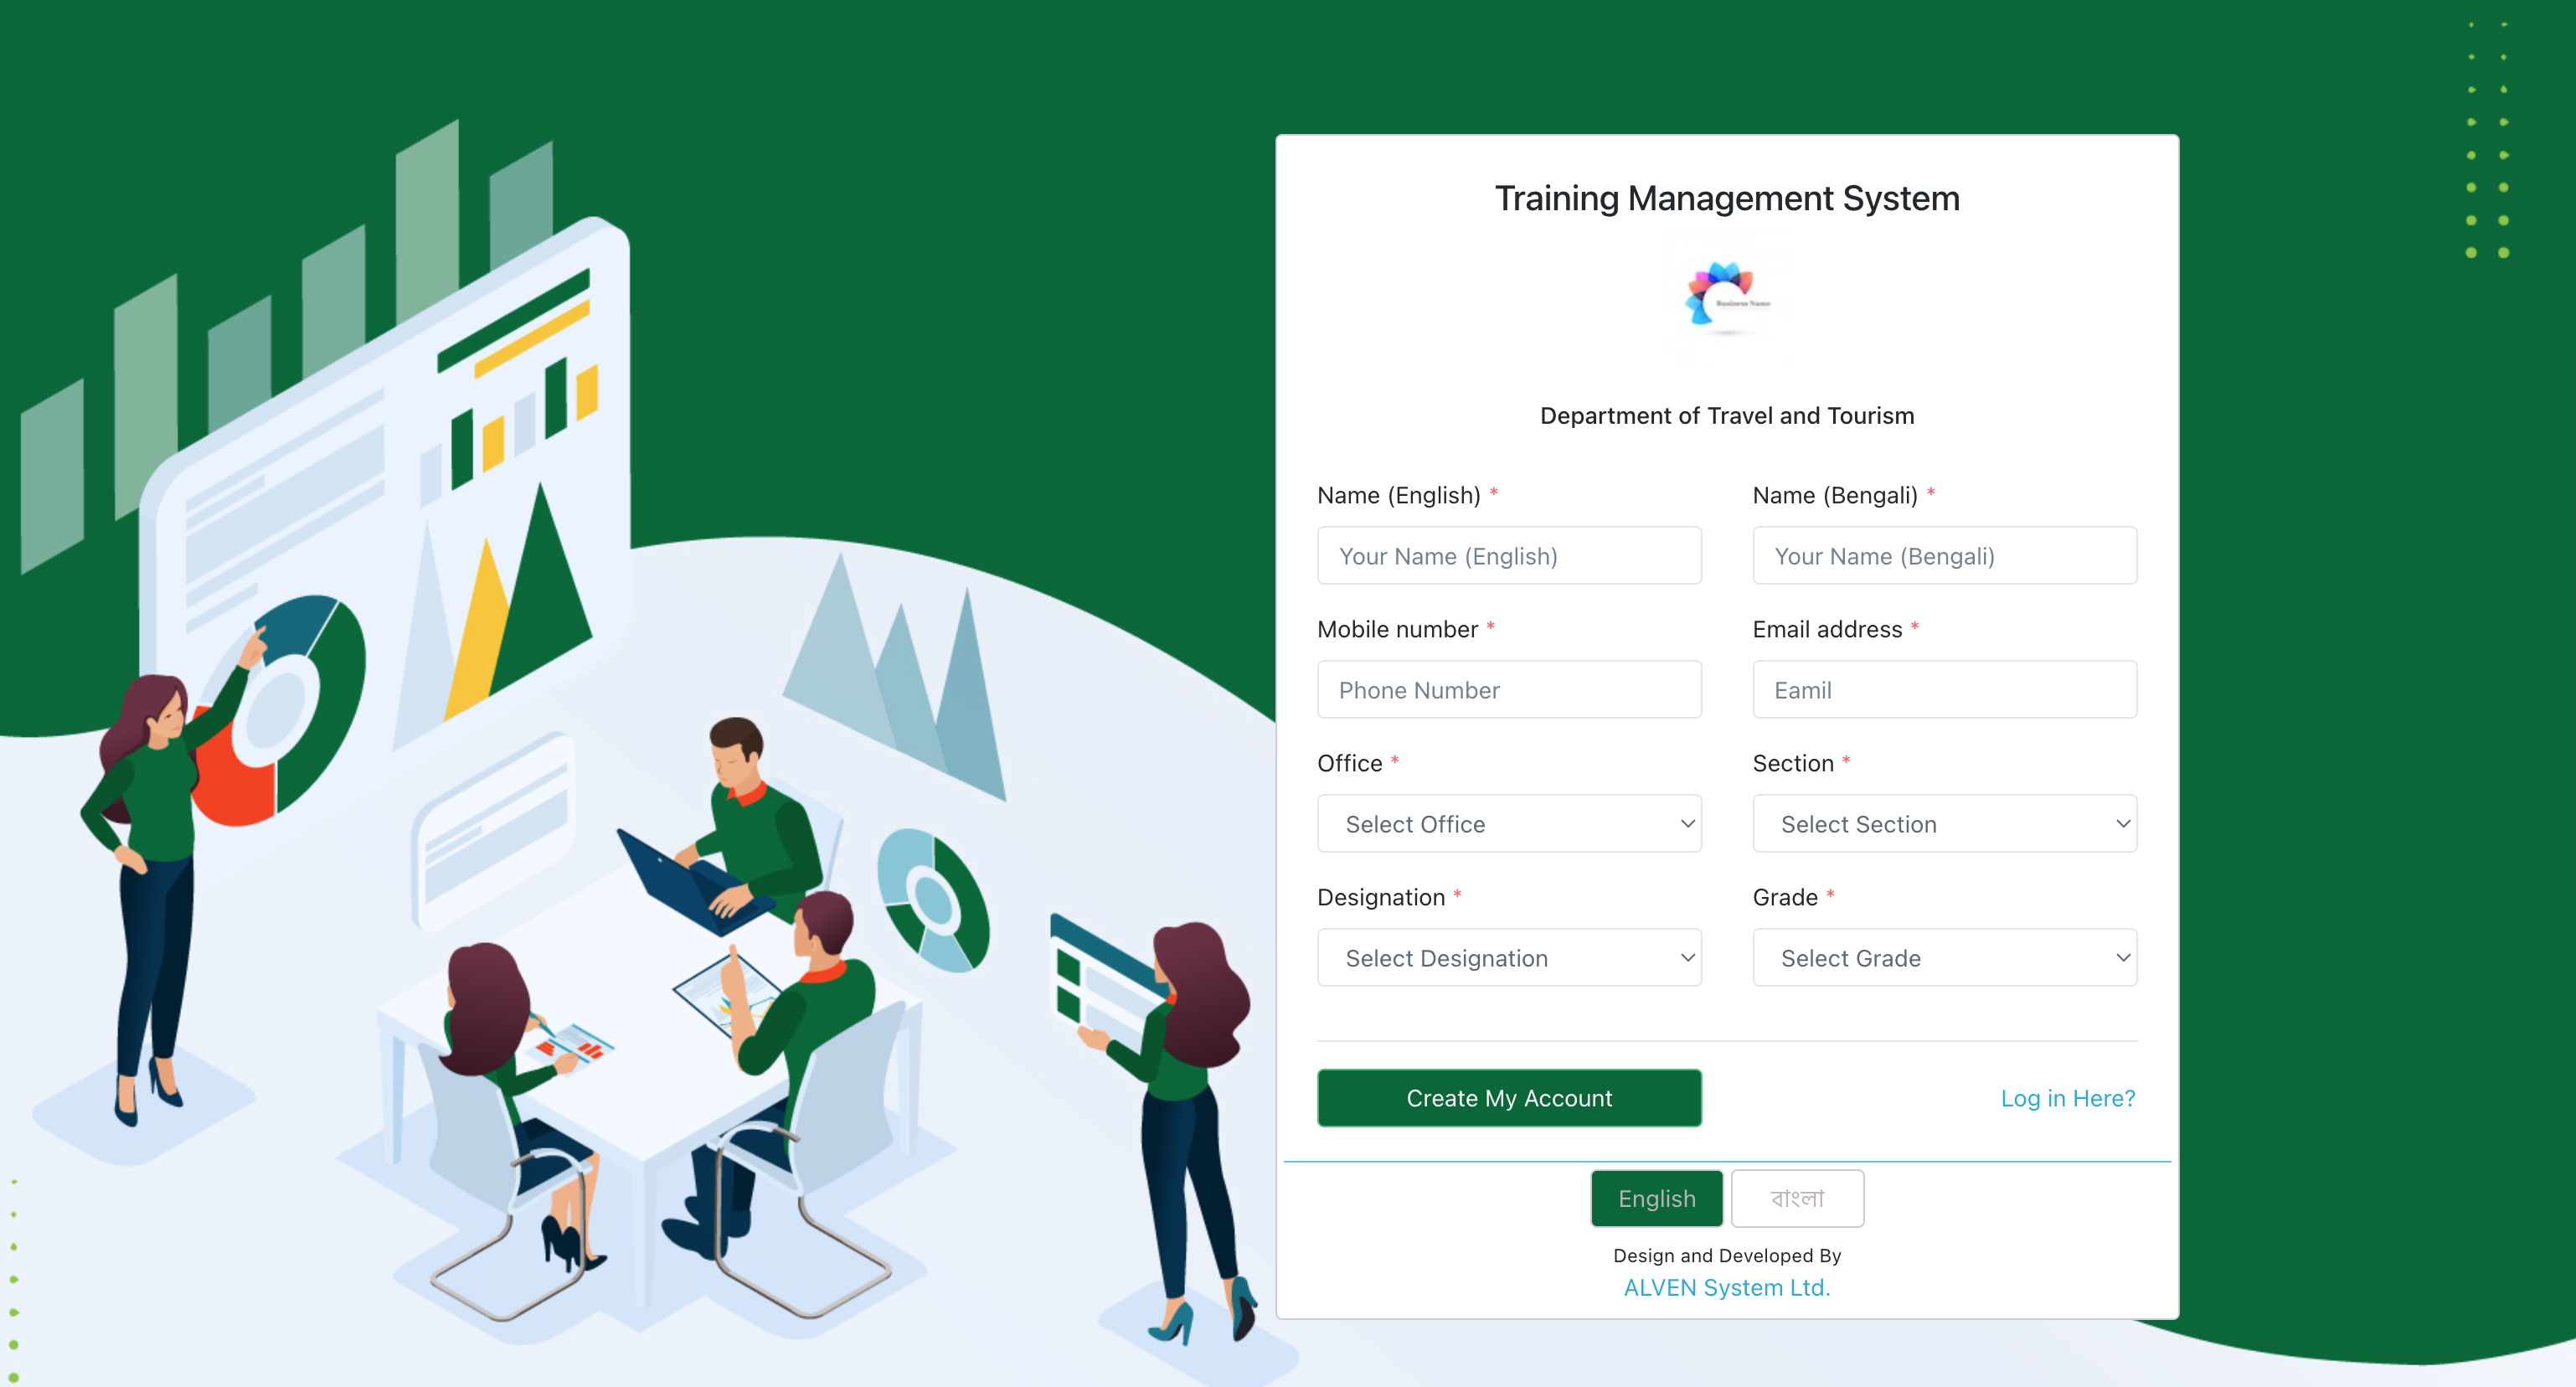 Training Management System
Business Name
Department of Travel and Tourism
Name (English) *
Name (Bengali) *
Your Name (English)
Your Name (Bengali)
Mobile number *
Email address *
Phone Number
Eamil
Office *
Section *
Select Office
Select Section
Designation *
Grade *
Select Designation
Select Grade
Create My Account
Log in Here?
English
বাংলা
Design and Developed By
ALVEN System Ltd.